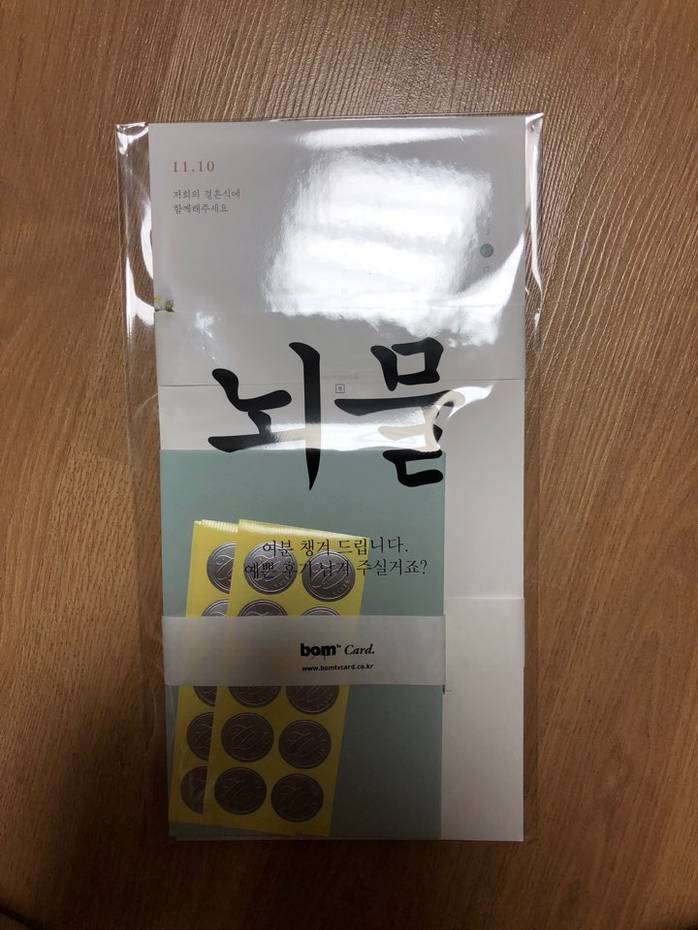 11.10
저희의 결혼식에
함께해주세요
뇌물
여분 챙겨 드립니다.
예쁜 후기 남겨 주실거죠?
bom™ Card.
www.bomtvcard.co.kr